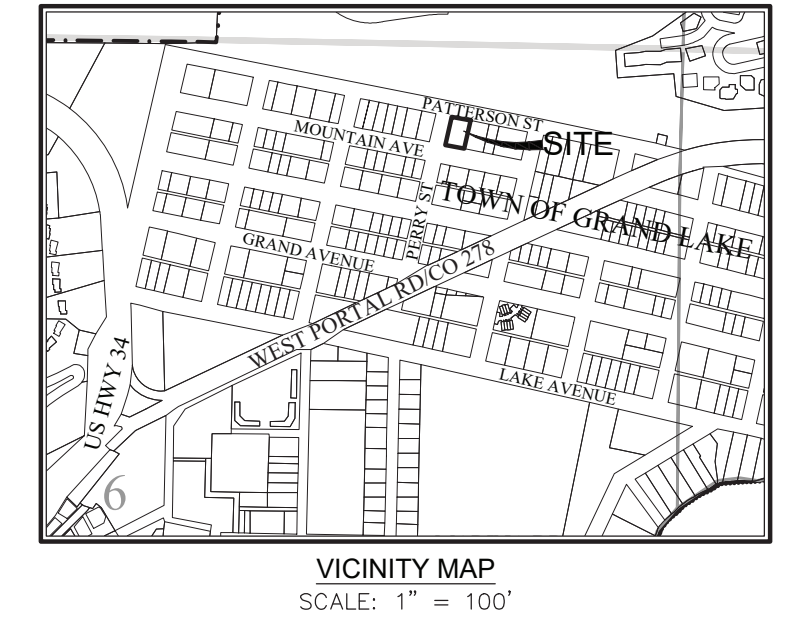 PATTERSON ST
MOUNTAIN AVE
SITE
PERRY ST
TOWN OF GRAND LAKE
GRAND AVENUE
WEST PORTAL RD/CO 278
US HWY 34
LAKE AVENUE
6
VICINITY MAP
SCALE: 1" = 100'